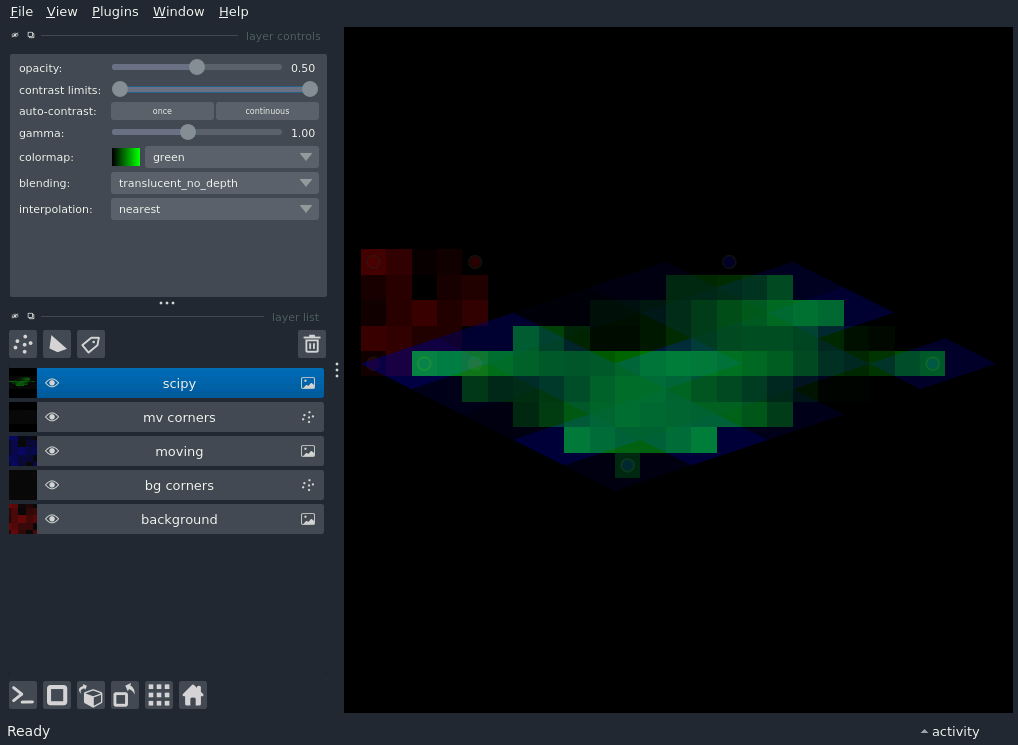 File View Plugins Window Help
layer controls
opacity: 0.50
contrast limits:
auto-contrast: once continuous
gamma: 1.00
colormap: green
blending: translucent_no_depth
interpolation: nearest
layer list
scipy
mv corners
moving
bg corners
background
Ready activity